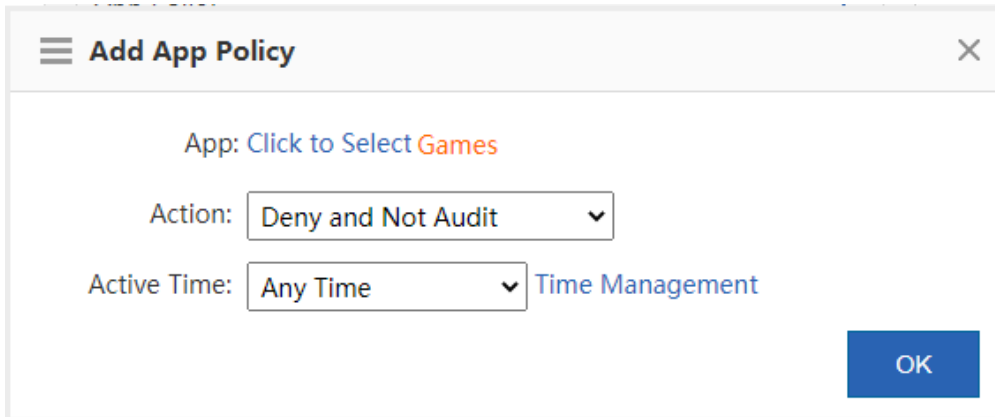 Add App Policy
App: Click to Select Games
Action: Deny and Not Audit
Active Time: Any Time Time Management
OK